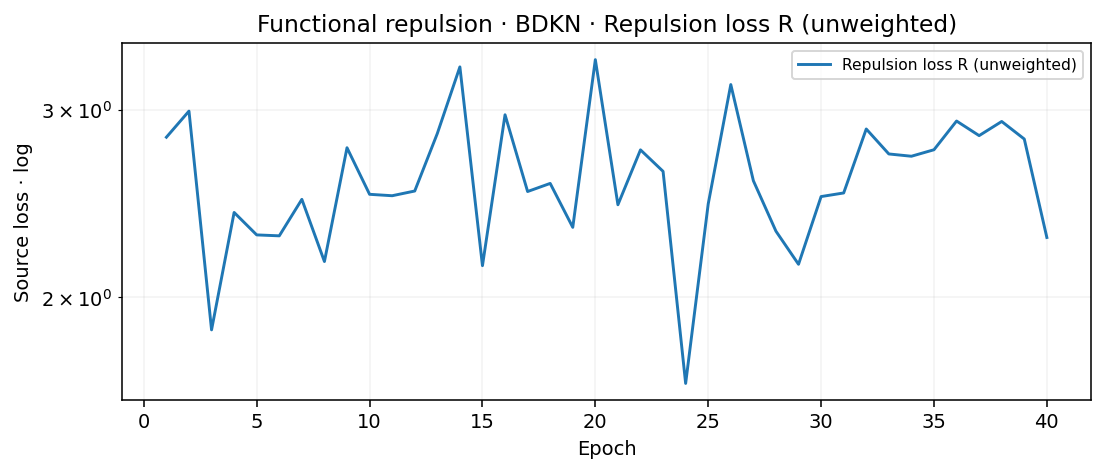 Functional repulsion · BDKN · Repulsion loss R (unweighted)
Repulsion loss R (unweighted)
3 × 10⁰
2 × 10⁰
Source loss · log
0 5 10 15 20 25 30 35 40
Epoch